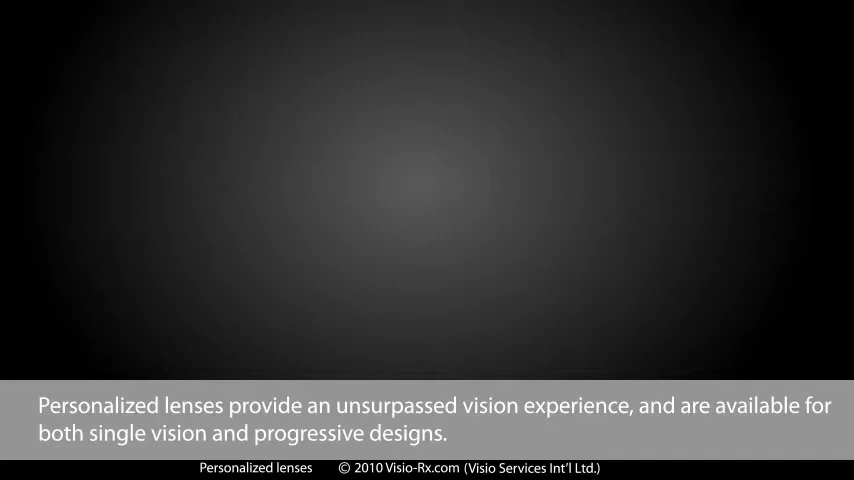 Personalized lenses provide an unsurpassed vision experience, and are available for
both single vision and progressive designs.
Personalized lenses © 2010 Visio-Rx.com (Visio Services Int'l Ltd.)